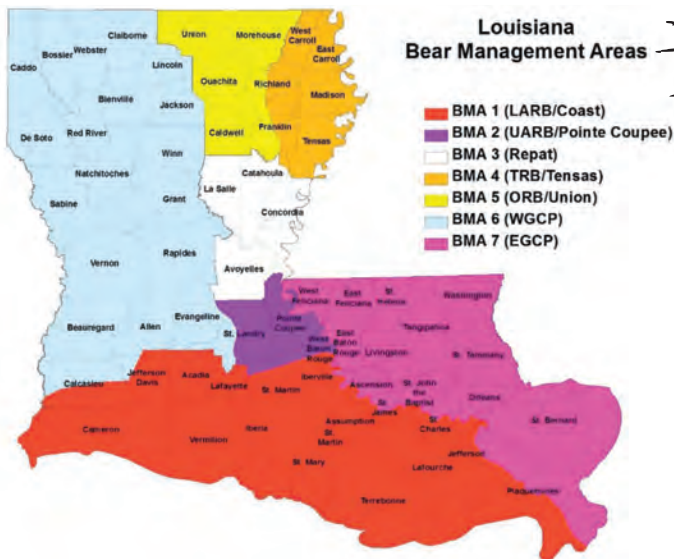 Louisiana
Bear Management Areas
BMA 1 (LARB/Coast)
BMA 2 (UARB/Pointe Coupee)
BMA 3 (Repat)
BMA 4 (TRB/Tensas)
BMA 5 (ORB/Union)
BMA 6 (WGCP)
BMA 7 (EGCP)
Claiborne
Union
Morehouse
West
Carroll
East
Carroll
Bossier
Webster
Caddo
Lincoln
Ouachita
Richland
Madison
Bienville
Jackson
De Soto
Red River
Caldwell
Franklin
Tensas
Winn
Natchitoches
Catahoula
La Salle
Sabine
Grant
Concordia
Vernon
Rapides
Avoyelles
West
Feliciana
East
Feliciana
St.
Helena
Washington
Beauregard
Allen
Evangeline
St. Landry
Pointe
Coupee
West
Baton
Rouge
East
Baton
Rouge
Tangipahoa
Livingston
St. Tammany
Calcasieu
Jefferson
Davis
Acadia
Lafayette
St. Martin
Iberville
Ascension
St. John
the
Baptist
Orleans
St. Bernard
Cameron
Vermilion
Iberia
Assumption
St.
James
St.
Charles
St.
Martin
St. Mary
Jefferson
Lafourche
Terrebonne
Plaquemines